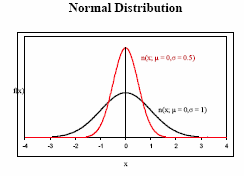 Normal Distribution
n(x; μ = 0,σ = 0.5)
f(x)
n(x; μ = 0,σ = 1)
-4 -3 -2 -1 0 1 2 3 4
x